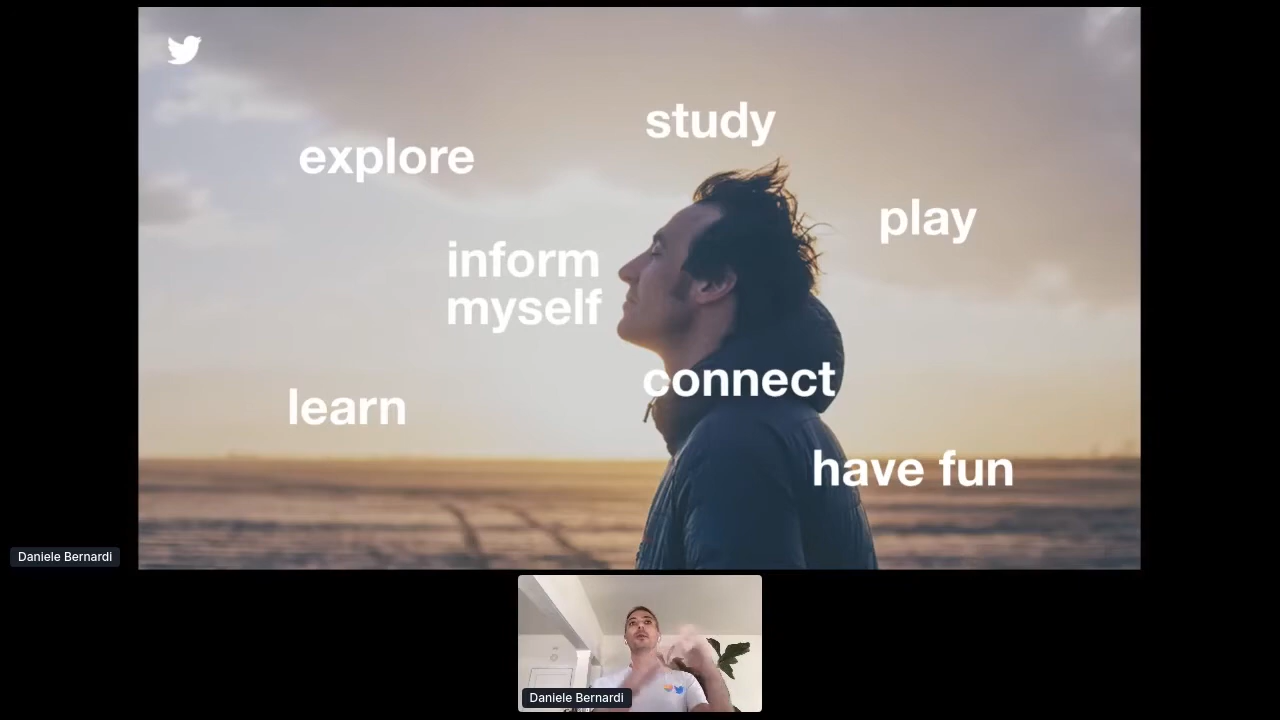 study
explore
play
inform
myself
connect
learn
have fun
Daniele Bernardi
Daniele Bernardi